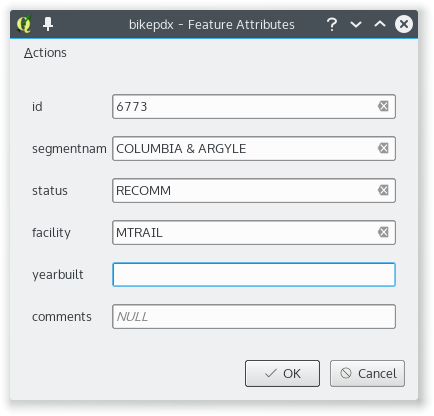 bikepdx - Feature Attributes
Actions
id 6773
segmentnam COLUMBIA & ARGYLE
status RECOMM
facility MTRAIL
yearbuilt
comments NULL
OK Cancel